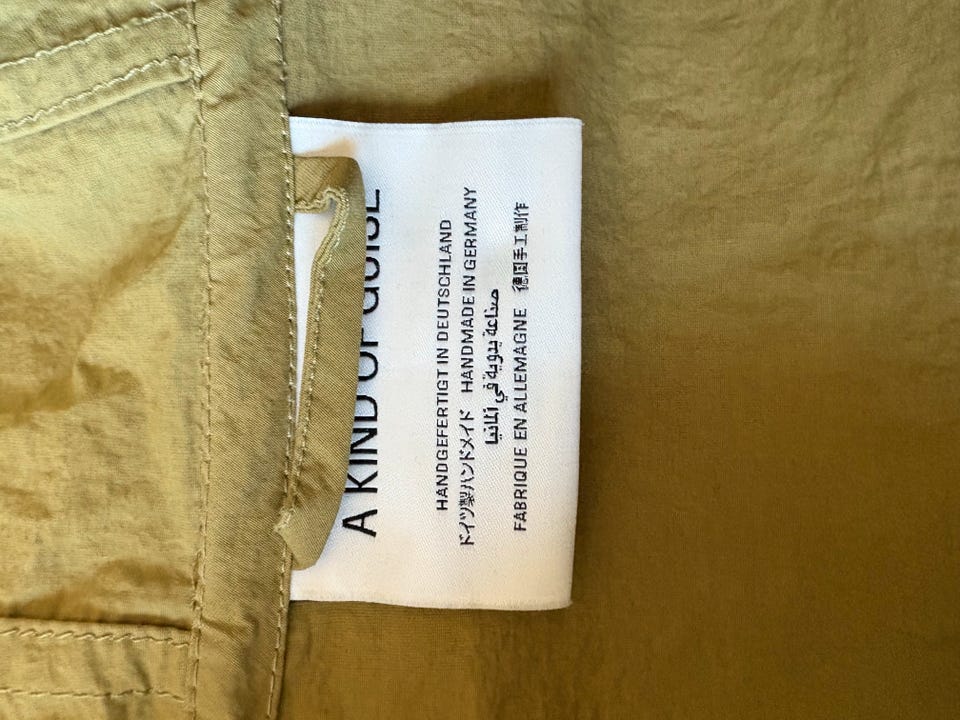 A KIND OF GUISE
HANDGEFERTIGT IN DEUTSCHLAND
ドイツ製ハンドメイド HANDMADE IN GERMANY
صناعة يدوية في ألمانيا
FABRIQUE EN ALLEMAGNE 德国手工制作